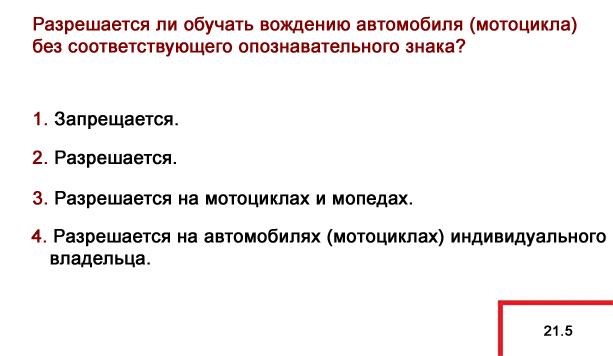 Разрешается ли обучать вождению автомобиля (мотоцикла)
без соответствующего опознавательного знака?
1. Запрещается.
2. Разрешается.
3. Разрешается на мотоциклах и мопедах.
4. Разрешается на автомобилях (мотоциклах) индивидуального
владельца.
21.5